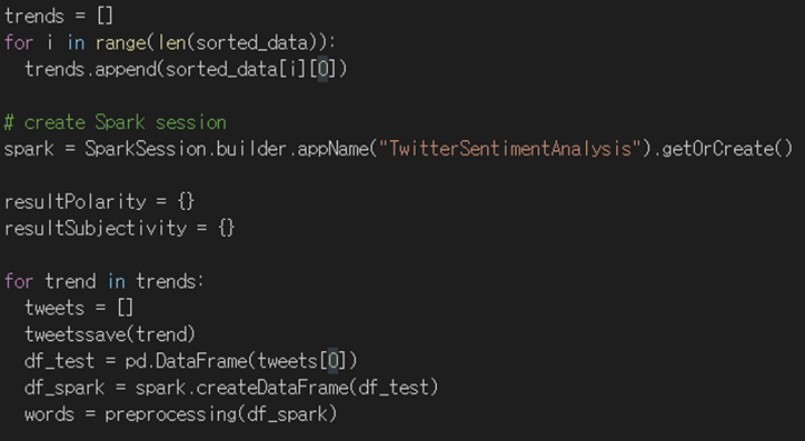 trends = []
for i in range(len(sorted_data)):
  trends.append(sorted_data[i][0])

# create Spark session
spark = SparkSession.builder.appName("TwitterSentimentAnalysis").getOrCreate()

resultPolarity = {}
resultSubjectivity = {}

for trend in trends:
  tweets = []
  tweetssave(trend)
  df_test = pd.DataFrame(tweets[0])
  df_spark = spark.createDataFrame(df_test)
  words = preprocessing(df_spark)